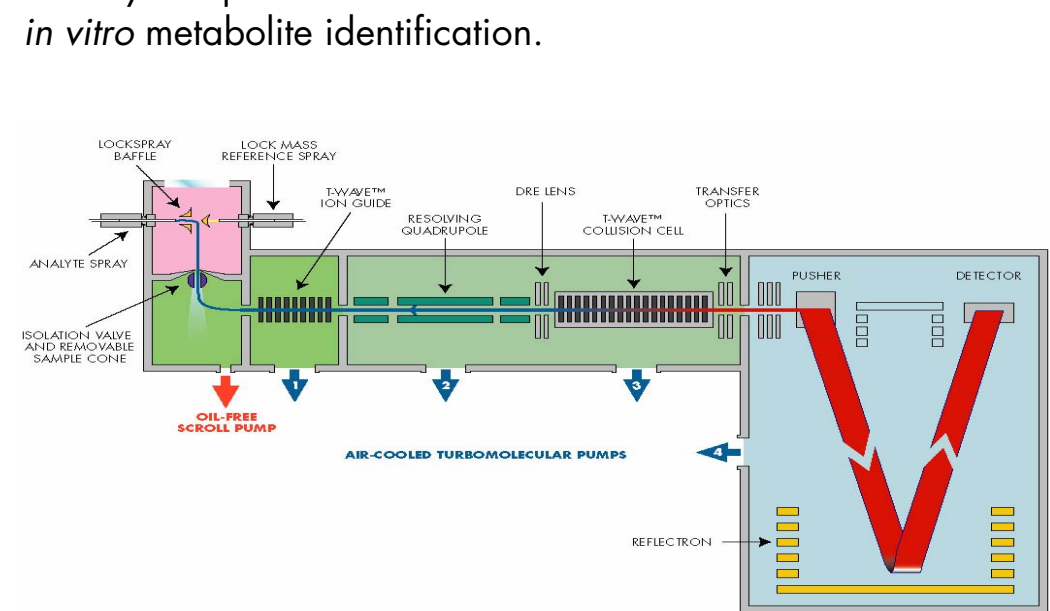 in vitro metabolite identification.
LOCKSPRAY
BAFFLE
LOCK MASS
REFERENCE SPRAY
T-WAVE™
ION GUIDE
RESOLVING
QUADRUPOLE
DRE LENS
T-WAVE™
COLLISION CELL
TRANSFER
OPTICS
ANALYTE SPRAY
PUSHER
DETECTOR
ISOLATION VALVE
AND REMOVABLE
SAMPLE CONE
1
2
3
OIL-FREE
SCROLL PUMP
AIR-COOLED TURBOMOLECULAR PUMPS
4
REFLECTRON